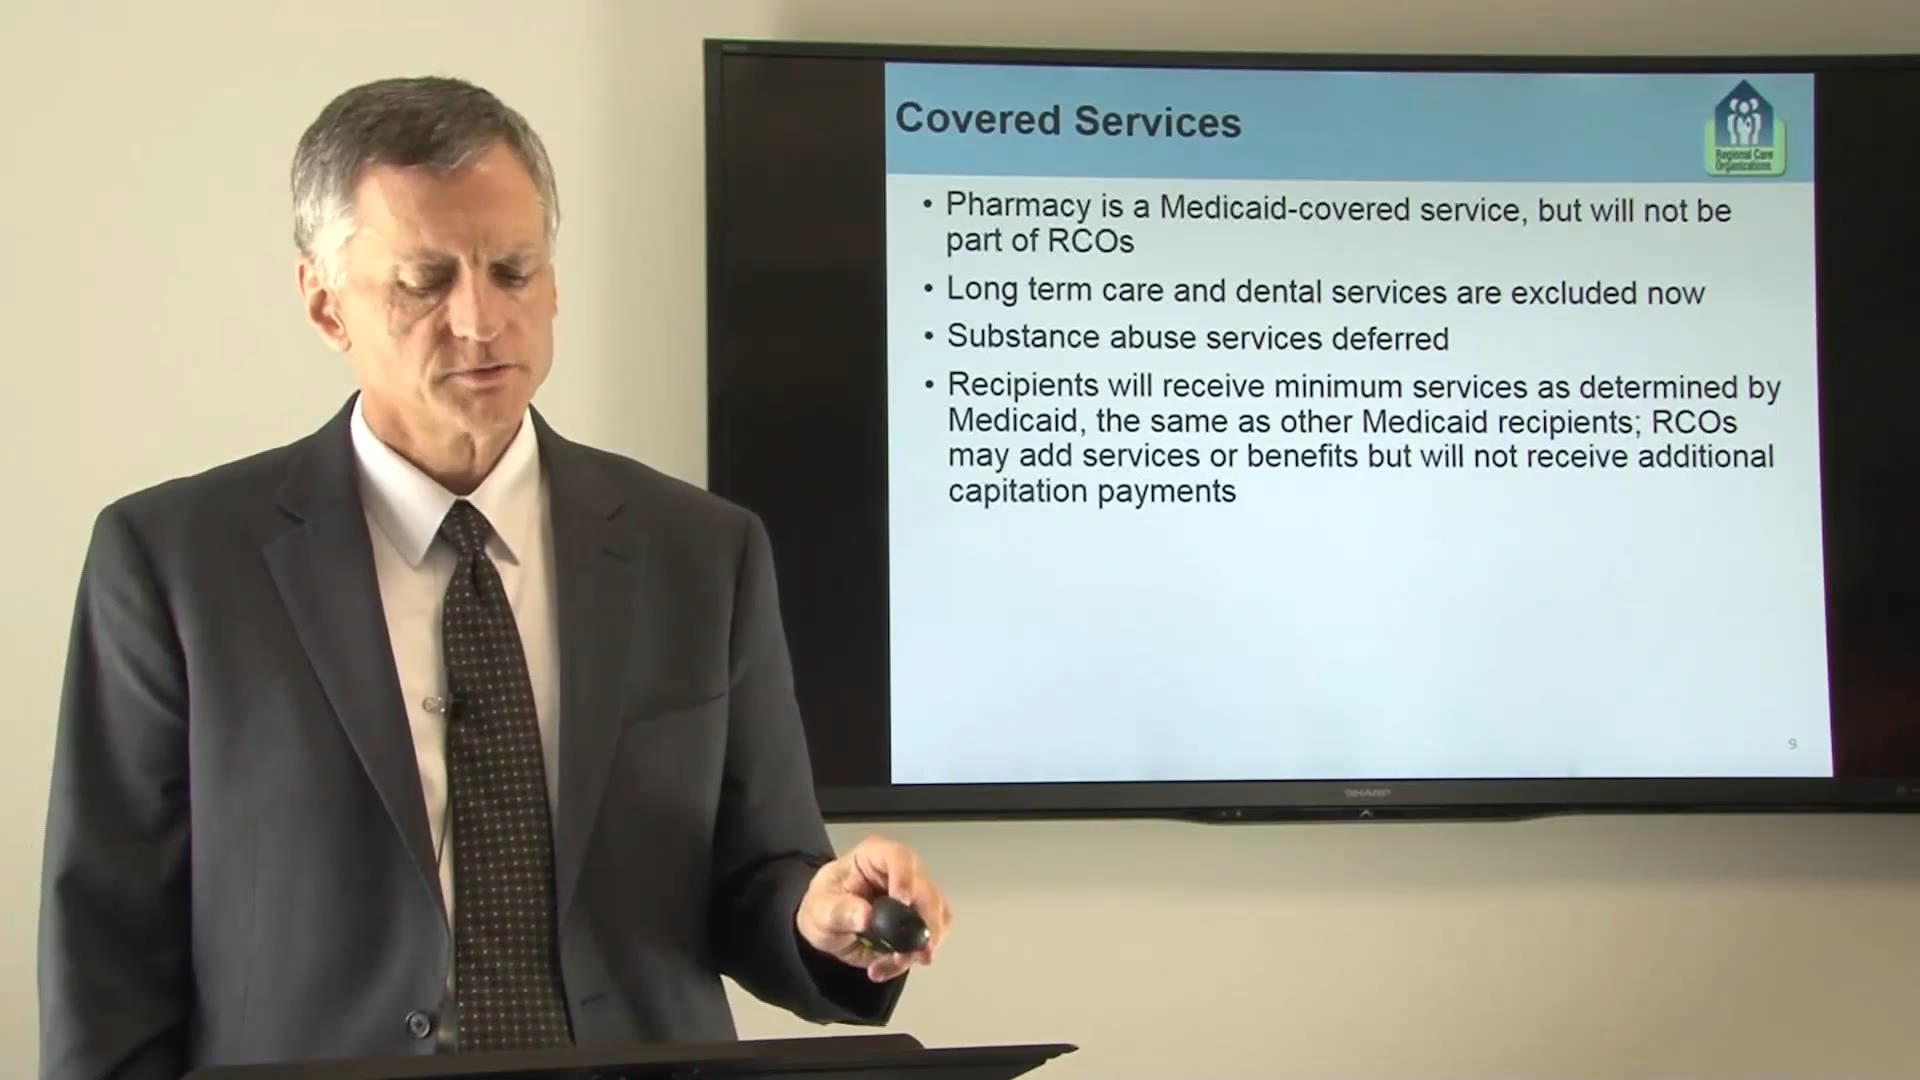 Covered Services
Regional Care
Organizations
• Pharmacy is a Medicaid-covered service, but will not be
part of RCOs
• Long term care and dental services are excluded now
• Substance abuse services deferred
• Recipients will receive minimum services as determined by
Medicaid, the same as other Medicaid recipients; RCOs
may add services or benefits but will not receive additional
capitation payments
9
SHARP